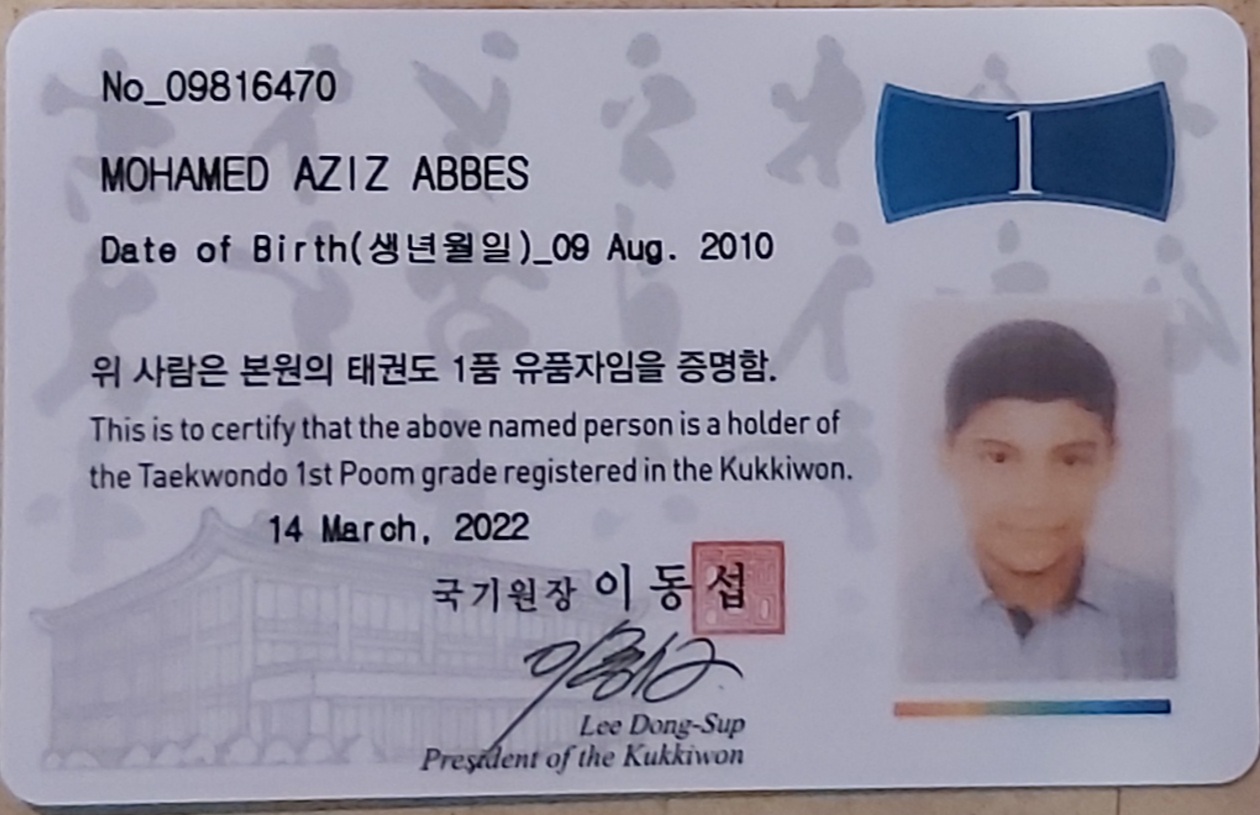 No_09816470
1
MOHAMED AZIZ ABBES
Date of Birth(생년월일)_09 Aug. 2010
위 사람은 본원의 태권도 1품 유품자임을 증명함.
This is to certify that the above named person is a holder of
the Taekwondo 1st Poom grade registered in the Kukkiwon.
14 March, 2022
국기원장 이동섭
Lee Dong-Sup
President of the Kukkiwon